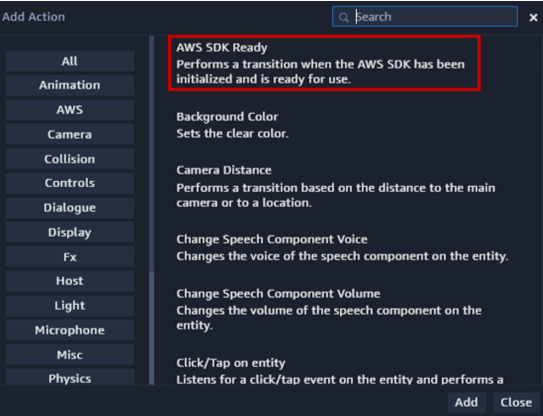 Add Action
Search
×
All
Animation
AWS
Camera
Collision
Controls
Dialogue
Display
Fx
Host
Light
Microphone
Misc
Physics
AWS SDK Ready
Performs a transition when the AWS SDK has been
initialized and is ready for use.
Background Color
Sets the clear color.
Camera Distance
Performs a transition based on the distance to the main
camera or to a location.
Change Speech Component Voice
Changes the voice of the speech component on the entity.
Change Speech Component Volume
Changes the volume of the speech component on the
entity.
Click/Tap on entity
Listens for a click/tap event on the entity and performs a
Add
Close